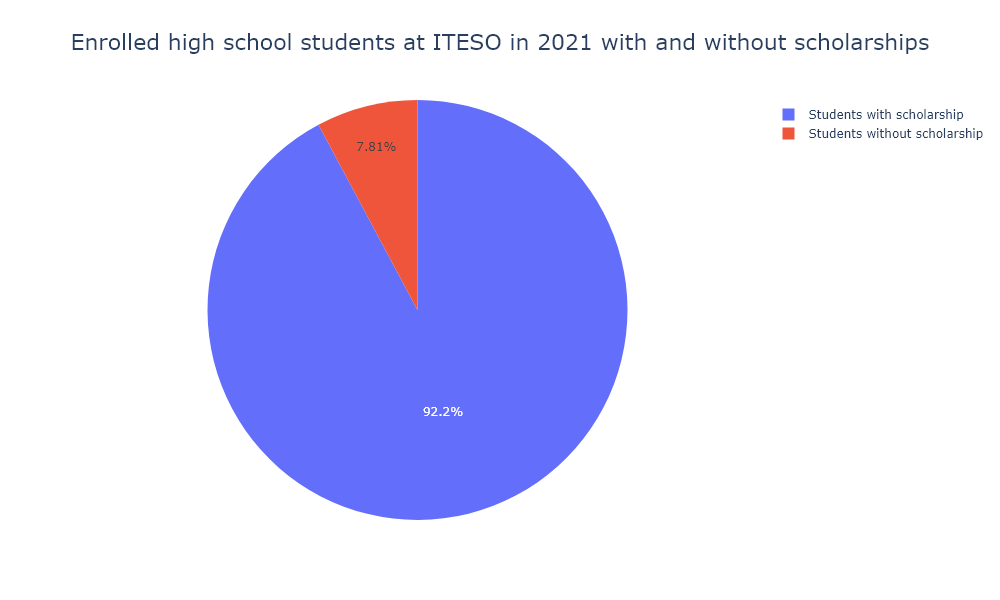 Enrolled high school students at ITESO in 2021 with and without scholarships
Students with scholarship
Students without scholarship
7.81%
92.2%